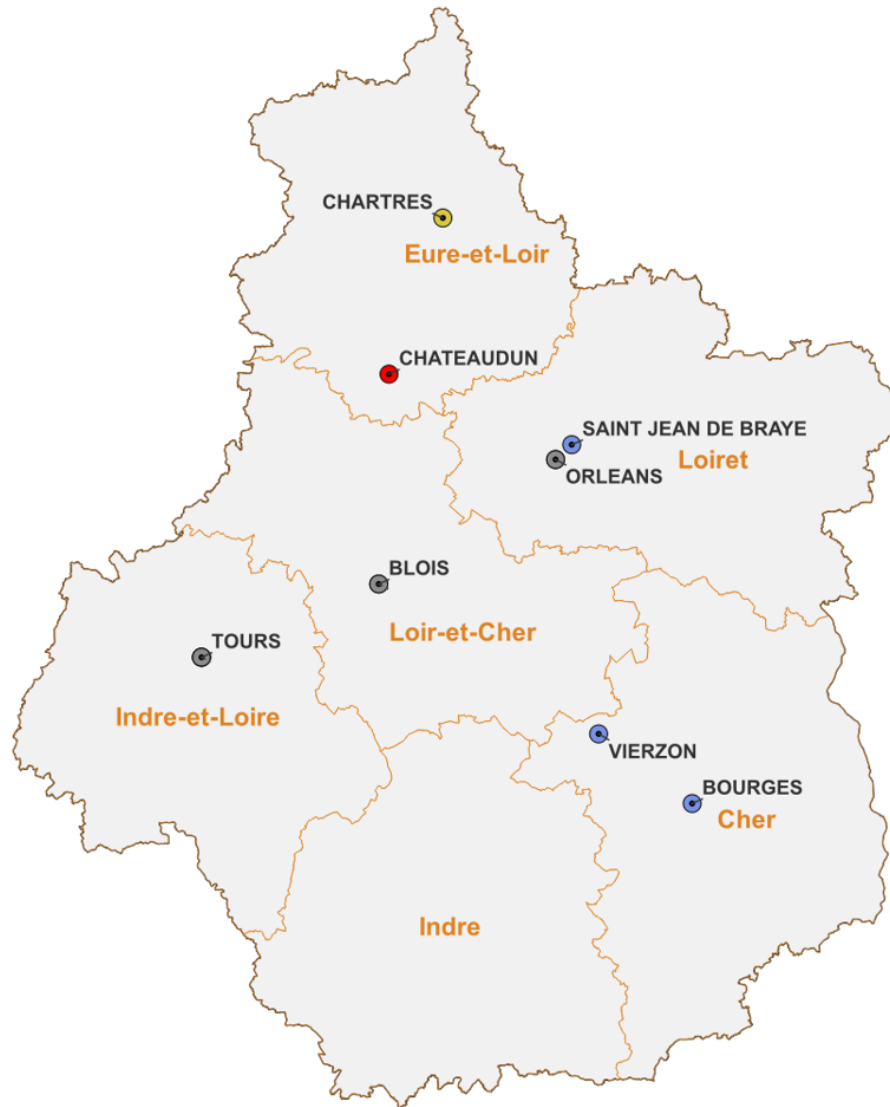 CHARTRES
Eure-et-Loir
CHATEAUDUN
SAINT JEAN DE BRAYE
Loiret
ORLEANS
BLOIS
Loir-et-Cher
TOURS
Indre-et-Loire
VIERZON
BOURGES
Cher
Indre